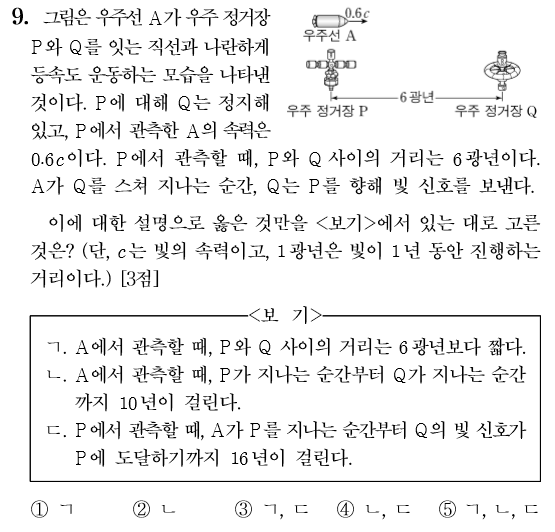 9. 그림은 우주선 A가 우주 정거장
P와 Q를 잇는 직선과 나란하게
등속도 운동하는 모습을 나타낸
것이다. P에 대해 Q는 정지해
있고, P에서 관측한 A의 속력은
0.6c이다. P에서 관측할 때, P와 Q 사이의 거리는 6광년이다.
A가 Q를 스쳐 지나는 순간, Q는 P를 향해 빛 신호를 보낸다.
0.6c
우주선 A
6광년
우주 정거장 P 우주 정거장 Q
이에 대한 설명으로 옳은 것만을 <보기>에서 있는 대로 고른
것은? (단, c는 빛의 속력이고, 1광년은 빛이 1년 동안 진행하는
거리이다.) [3점]
<보 기>
ㄱ. A에서 관측할 때, P와 Q 사이의 거리는 6광년보다 짧다.
ㄴ. A에서 관측할 때, P가 지나는 순간부터 Q가 지나는 순간
까지 10년이 걸린다.
ㄷ. P에서 관측할 때, A가 P를 지나는 순간부터 Q의 빛 신호가
P에 도달하기까지 16년이 걸린다.
① ㄱ ② ㄴ ③ ㄱ, ㄷ ④ ㄴ, ㄷ ⑤ ㄱ, ㄴ, ㄷ